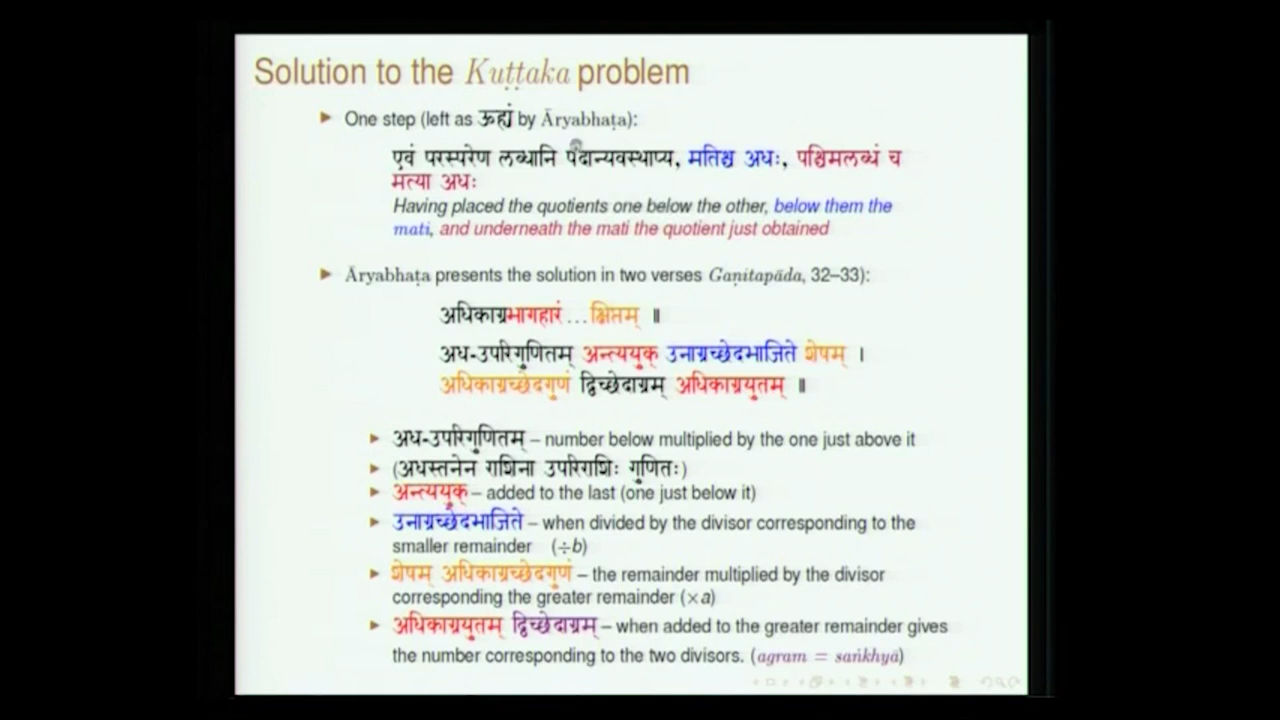 Solution to the Kuṭṭaka problem
► One step (left as ऊह्यं by Āryabhaṭa):
एवं परस्परेण लब्धानि पदान्यवस्थाप्य, मतिश्च अधः, पश्चिमलब्धं च
मत्या अधः
Having placed the quotients one below the other, below them the
mati, and underneath the mati the quotient just obtained
► Āryabhaṭa presents the solution in two verses Gaṇitapāda, 32–33):
अधिकाग्रभागहारं ... क्षिप्तम् ॥
अध-उपरिगुणितम् अन्त्ययुक् उनाग्रच्छेदभाजिते शेषम् ।
अधिकाग्रच्छेदगुणं द्विच्छेदाग्रम् अधिकाग्रयुतम् ॥
► अध-उपरिगुणितम् – number below multiplied by the one just above it
► (अधस्तनेन राशिना उपरिराशिः गुणितः)
► अन्त्ययुक् – added to the last (one just below it)
► उनाग्रच्छेदभाजिते – when divided by the divisor corresponding to the
smaller remainder (÷b)
► शेषम् अधिकाग्रच्छेदगुणं – the remainder multiplied by the divisor
corresponding the greater remainder (×a)
► अधिकाग्रयुतम् द्विच्छेदाग्रम् – when added to the greater remainder gives
the number corresponding to the two divisors. (agram = saṅkhyā)